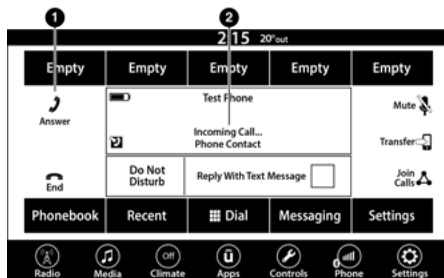 1 2
2 15 20°out
Empty Empty Empty Empty Empty
Answer
Test Phone
Mute
Incoming Call...
Phone Contact
Transfer
End
Do Not
Disturb
Reply With Text Message
Join
Calls
Phonebook Recent Dial Messaging Settings
Off
Radio Media Climate Apps Controls Phone Settings